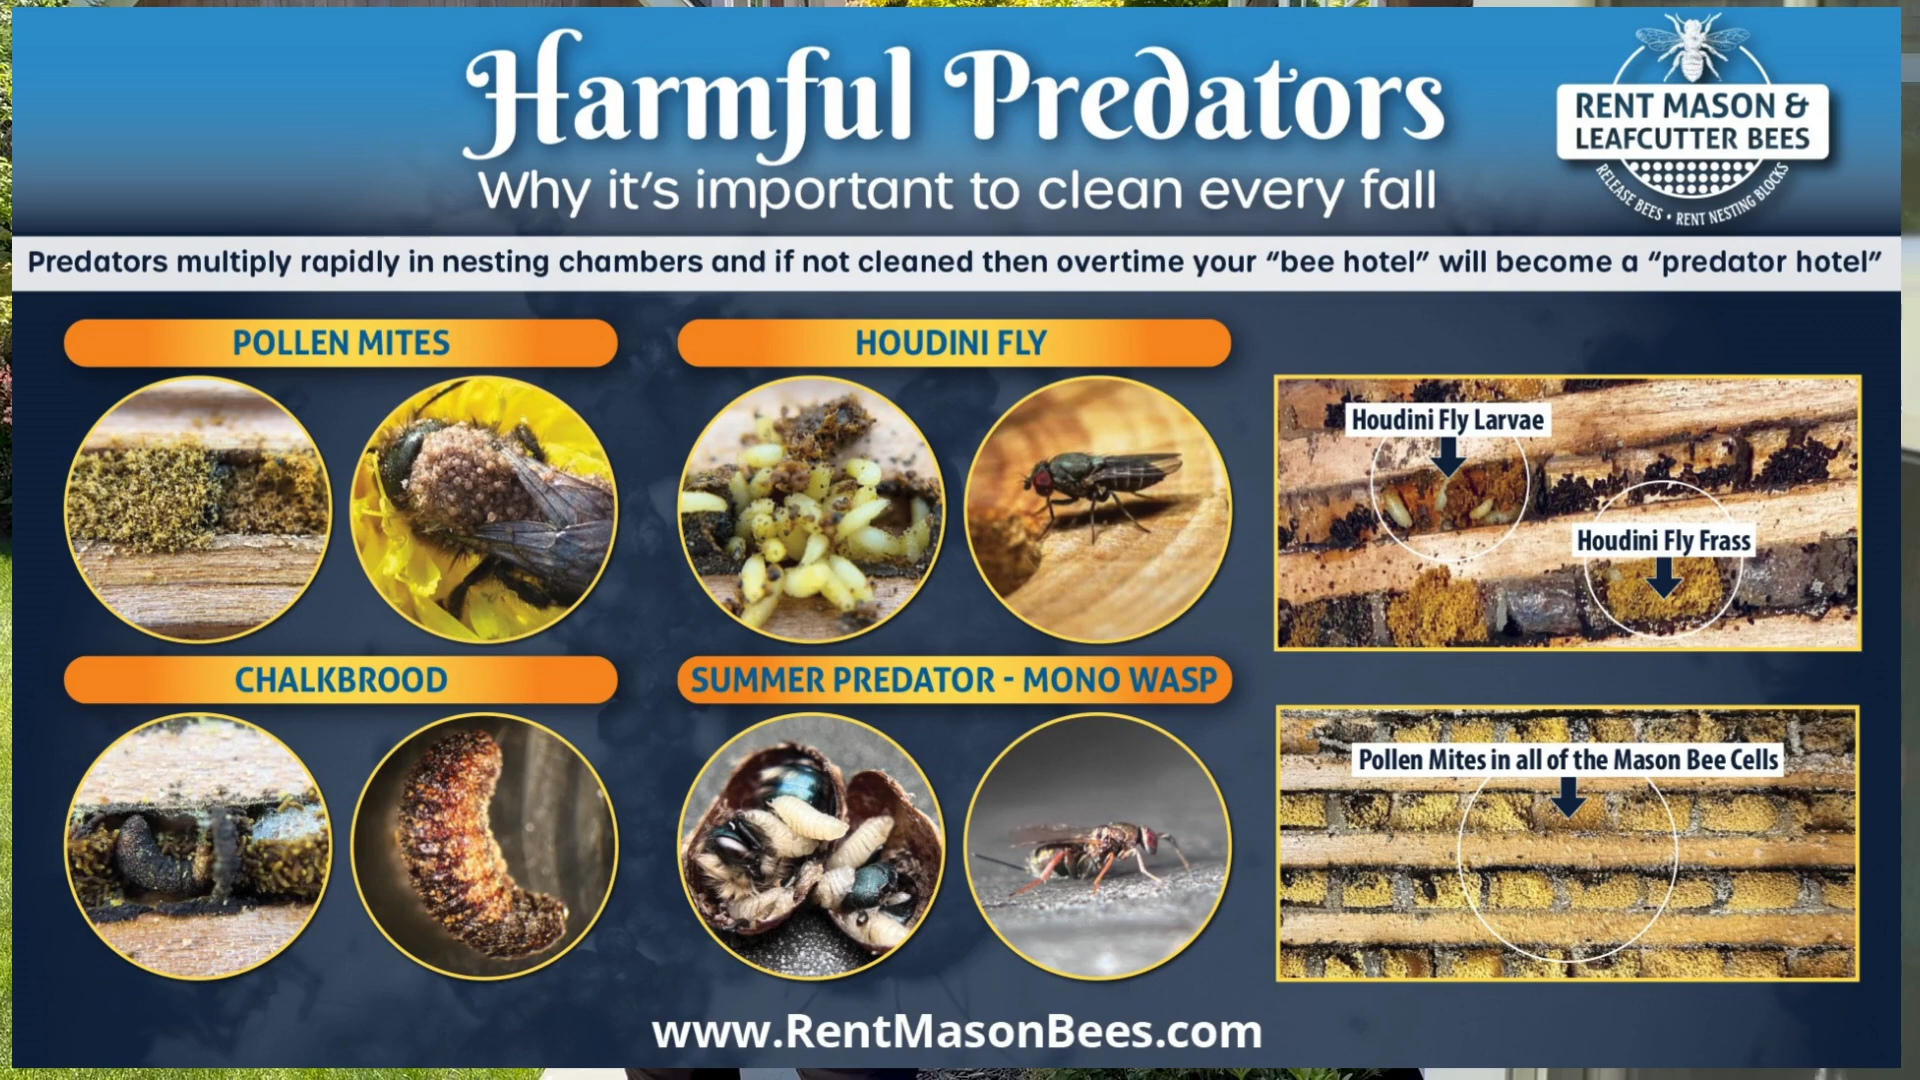 Harmful Predators
Why it's important to clean every fall
RENT MASON &
LEAFCUTTER BEES
RELEASE BEES • RENT NESTING BLOCKS
Predators multiply rapidly in nesting chambers and if not cleaned then overtime your “bee hotel” will become a “predator hotel”
POLLEN MITES
HOUDINI FLY
Houdini Fly Larvae
Houdini Fly Frass
CHALKBROOD
SUMMER PREDATOR - MONO WASP
Pollen Mites in all of the Mason Bee Cells
www.RentMasonBees.com